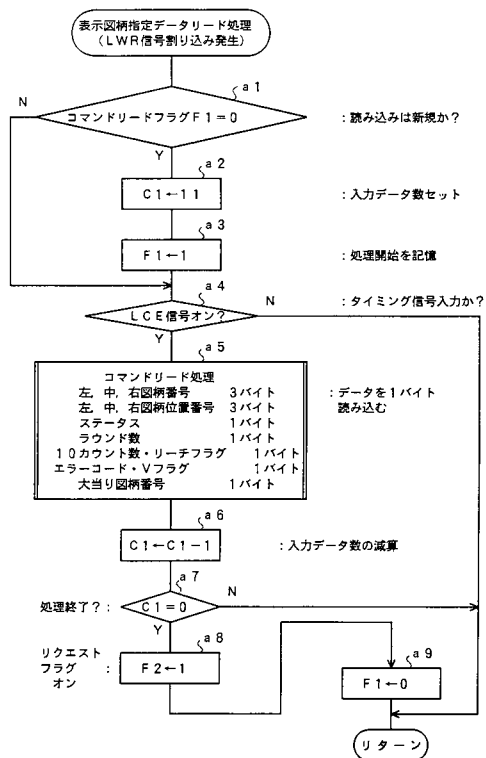 表示図柄指定データリード処理
（ＬＷＲ信号割り込み発生）
ａ１
Ｎ
コマンドリードフラグＦ１＝０
：読み込みは新規か？
Ｙ
ａ２
Ｃ１←１１
：入力データ数セット
ａ３
Ｆ１←１
：処理開始を記憶
ａ４
Ｎ
：タイミング信号入力か？
ＬＣＥ信号オン？
Ｙ
ａ５
コマンドリード処理
左，中，右図柄番号　３バイト
左，中，右図柄位置番号　３バイト
ステータス　１バイト
ラウンド数　１バイト
１０カウント数・リーチフラグ　１バイト
エラーコード・Ｖフラグ　１バイト
大当り図柄番号　１バイト
：データを１バイト
読み込む
ａ６
Ｃ１←Ｃ１－１
：入力データ数の減算
ａ７
Ｎ
処理終了？：
Ｃ１＝０
Ｙ
ａ８
リクエスト
フラグ　：
オン
Ｆ２←１
ａ９
Ｆ１←０
リターン